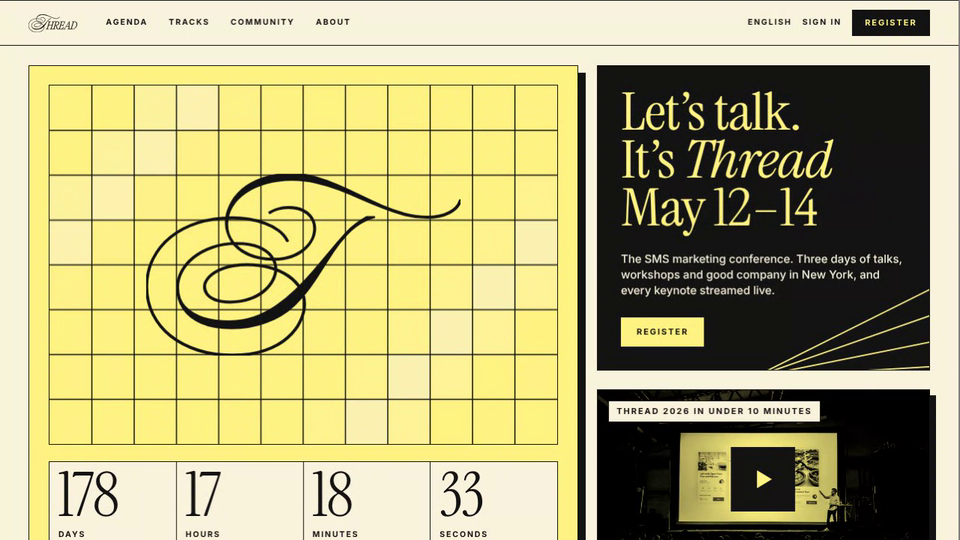 THREAD
AGENDA
TRACKS
COMMUNITY
ABOUT
ENGLISH
SIGN IN
REGISTER
T
178
DAYS
17
HOURS
18
MINUTES
33
SECONDS
Let’s talk.
It’s Thread
May 12–14
The SMS marketing conference. Three days of talks,
workshops and good company in New York, and
every keynote streamed live.
REGISTER
THREAD 2026 IN UNDER 10 MINUTES